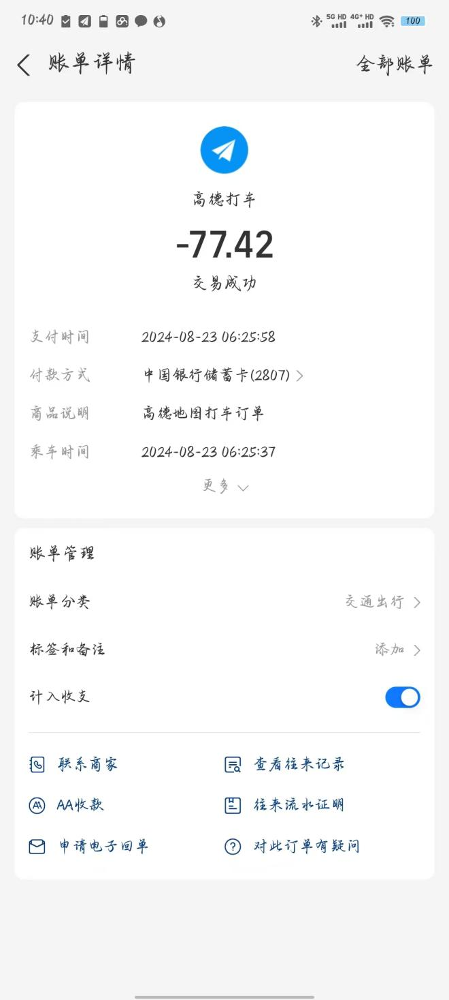 10:40 5G HD 4G+ HD 100
账单详情 全部账单
高德打车
-77.42
交易成功
支付时间 2024-08-23 06:25:58
付款方式 中国银行储蓄卡(2807)
商品说明 高德地图打车订单
乘车时间 2024-08-23 06:25:37
更多
账单管理
账单分类 交通出行
标签和备注 添加
计入收支
联系商家 查看往来记录
AA收款 往来流水证明
申请电子回单 对此订单有疑问